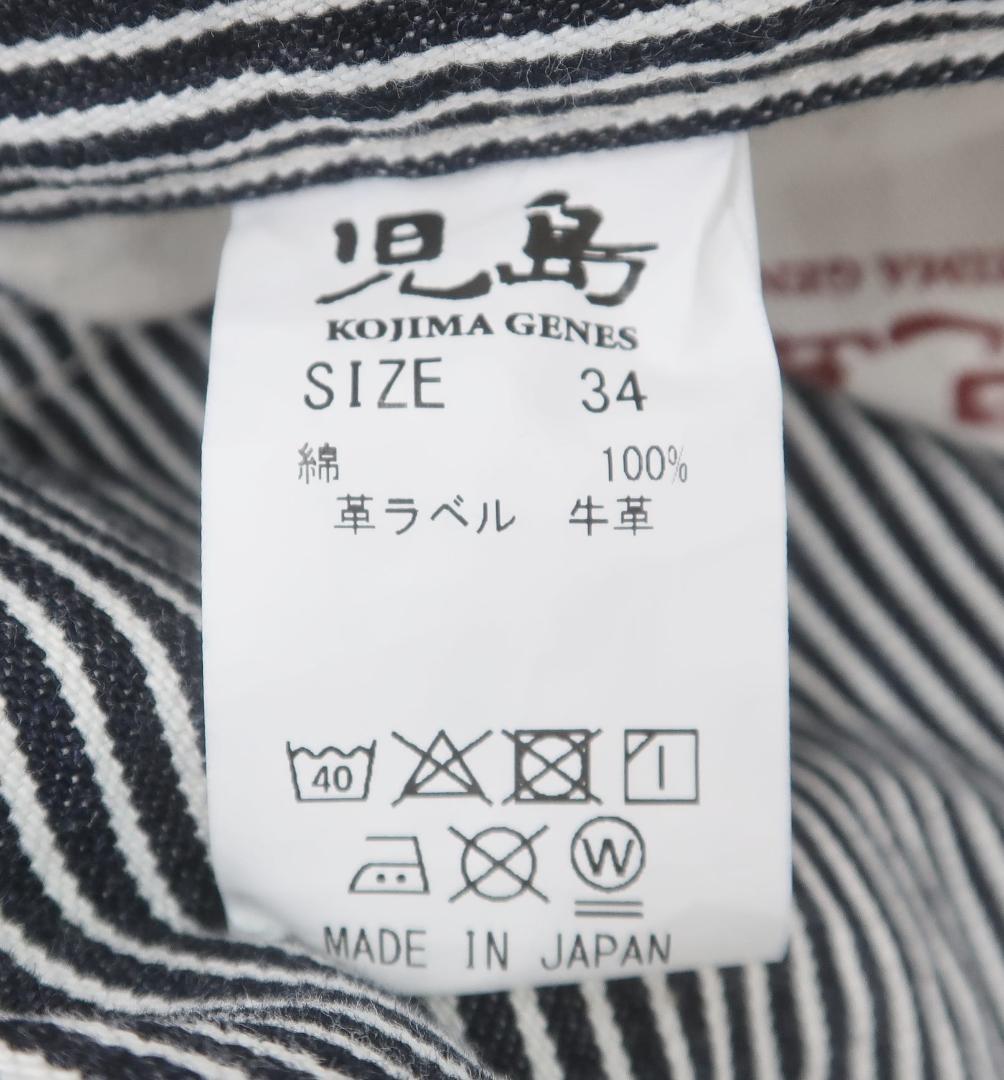 児島
KOJIMA GENES
SIZE 34
綿 100%
革ラベル 牛革
40
W
MADE IN JAPAN